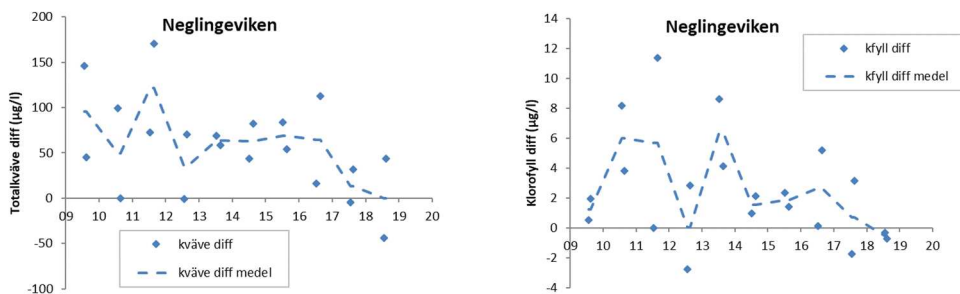 Neglingeviken
200
150
100
50
0
-50
-100
Totalkväve diff (µg/l)
09 10 11 12 13 14 15 16 17 18 19 20
kväve diff
kväve diff medel
Neglingeviken
14
12
10
8
6
4
2
0
-2
-4
Klorofyll diff (µg/l)
kfyll diff
kfyll diff medel
09 10 11 12 13 14 15 16 17 18 19 20